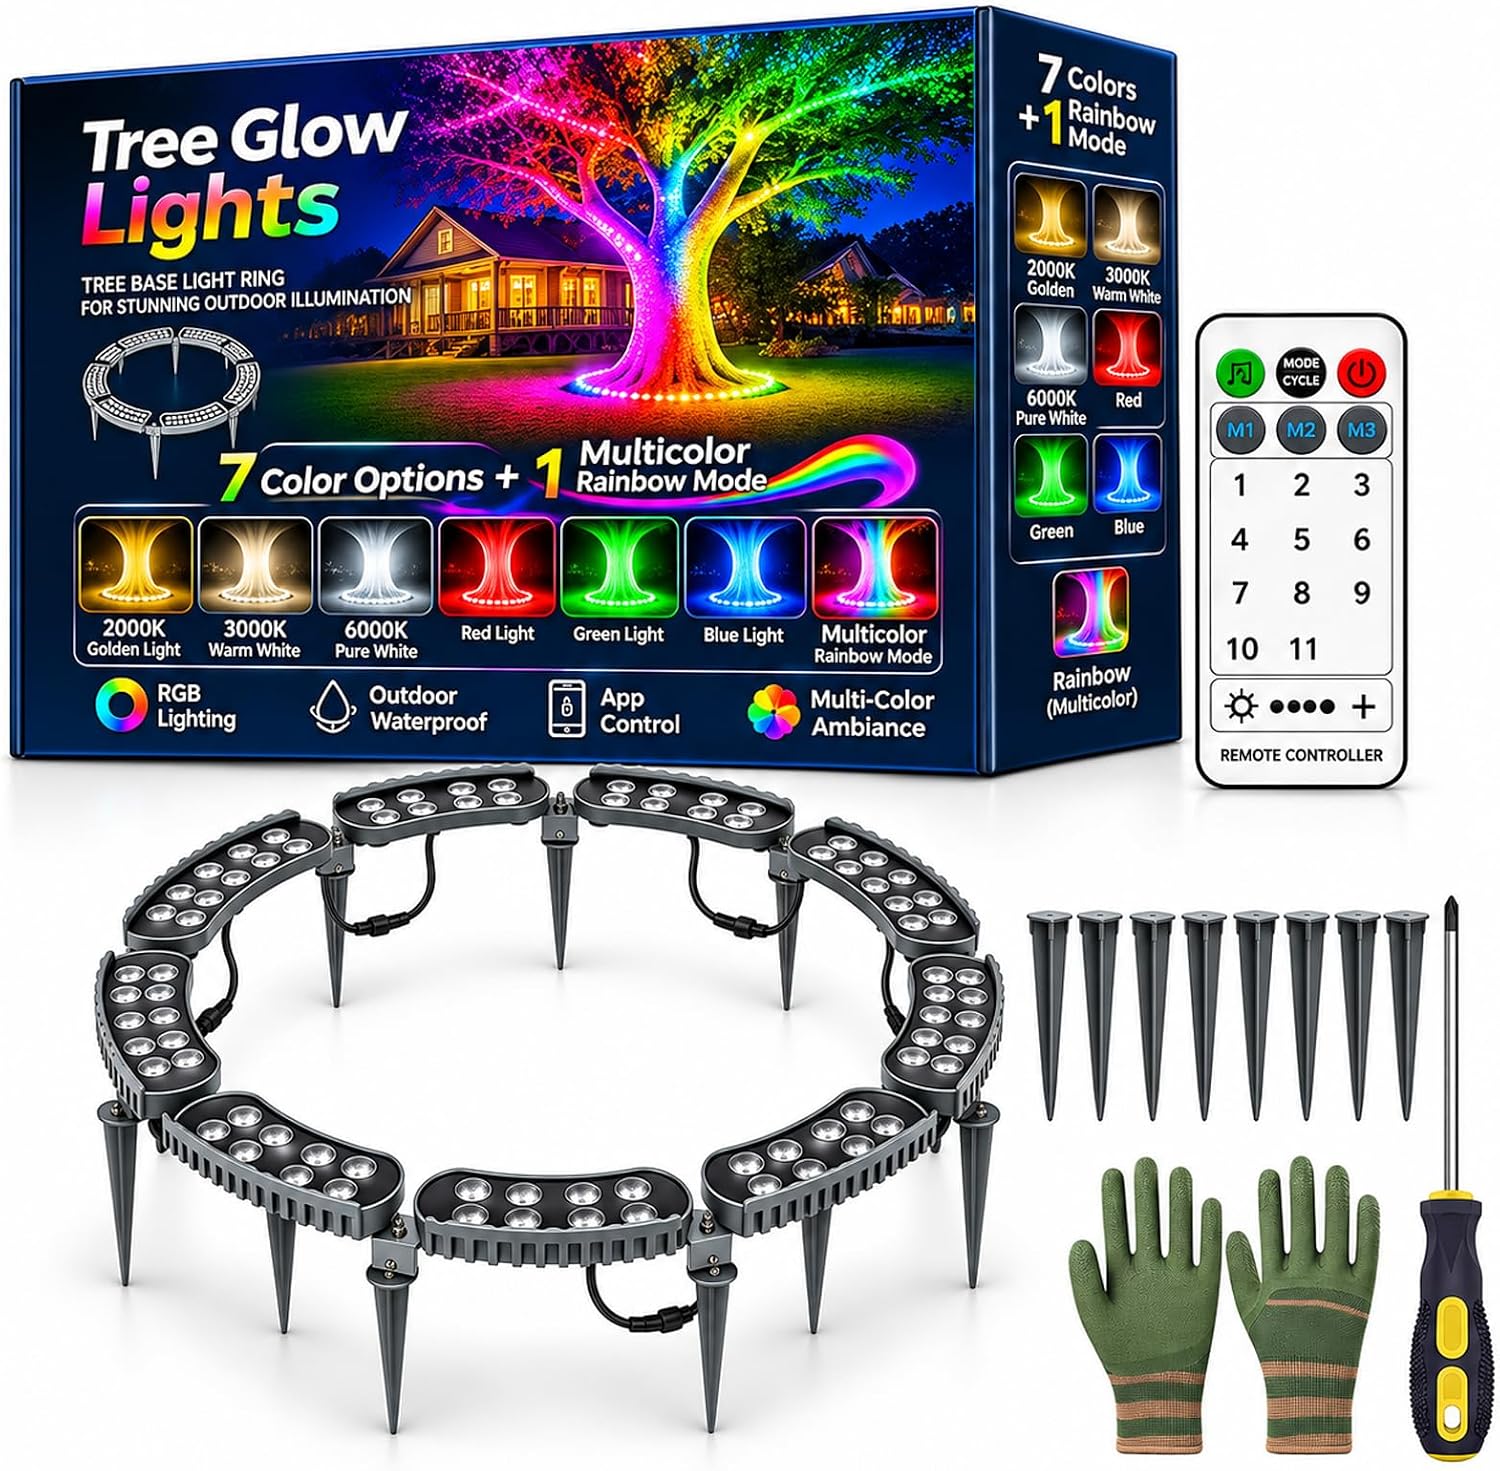 Tree Glow
Lights
TREE BASE LIGHT RING
FOR STUNNING OUTDOOR ILLUMINATION
7 Color Options + 1 Multicolor
Rainbow Mode
2000K
Golden Light
3000K
Warm White
6000K
Pure White
Red Light
Green Light
Blue Light
Multicolor
Rainbow Mode
RGB
Lighting
Outdoor
Waterproof
App
Control
Multi-Color
Ambiance
7 Colors
+1 Rainbow
Mode
2000K
Golden
3000K
Warm White
6000K
Pure White
Red
Green
Blue
Rainbow
(Multicolor)
MODE
CYCLE
M1 M2 M3
1 2 3
4 5 6
7 8 9
10 11
+
REMOTE CONTROLLER